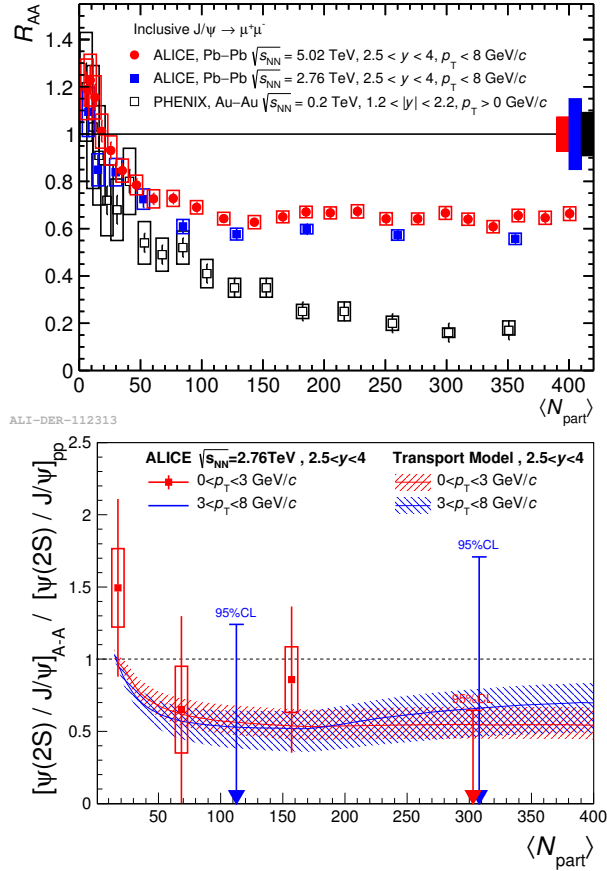 R_AA
Inclusive J/ψ → μ⁺μ⁻
ALICE, Pb−Pb √s_NN = 5.02 TeV, 2.5 < y < 4, p_T < 8 GeV/c
ALICE, Pb−Pb √s_NN = 2.76 TeV, 2.5 < y < 4, p_T < 8 GeV/c
PHENIX, Au−Au √s_NN = 0.2 TeV, 1.2 < |y| < 2.2, p_T > 0 GeV/c
1.4
1.2
1
0.8
0.6
0.4
0.2
0
0 50 100 150 200 250 300 350 400
⟨N_part⟩
ALI-DER-112313
[ψ(2S) / J/ψ]_A-A / [ψ(2S) / J/ψ]_pp
ALICE √s_NN=2.76TeV , 2.5<y<4
0<p_T<3 GeV/c
3<p_T<8 GeV/c
Transport Model , 2.5<y<4
0<p_T<3 GeV/c
3<p_T<8 GeV/c
95%CL
95%CL
95%CL
2.5
2
1.5
1
0.5
0
50 100 150 200 250 300 350 400
⟨N_part⟩